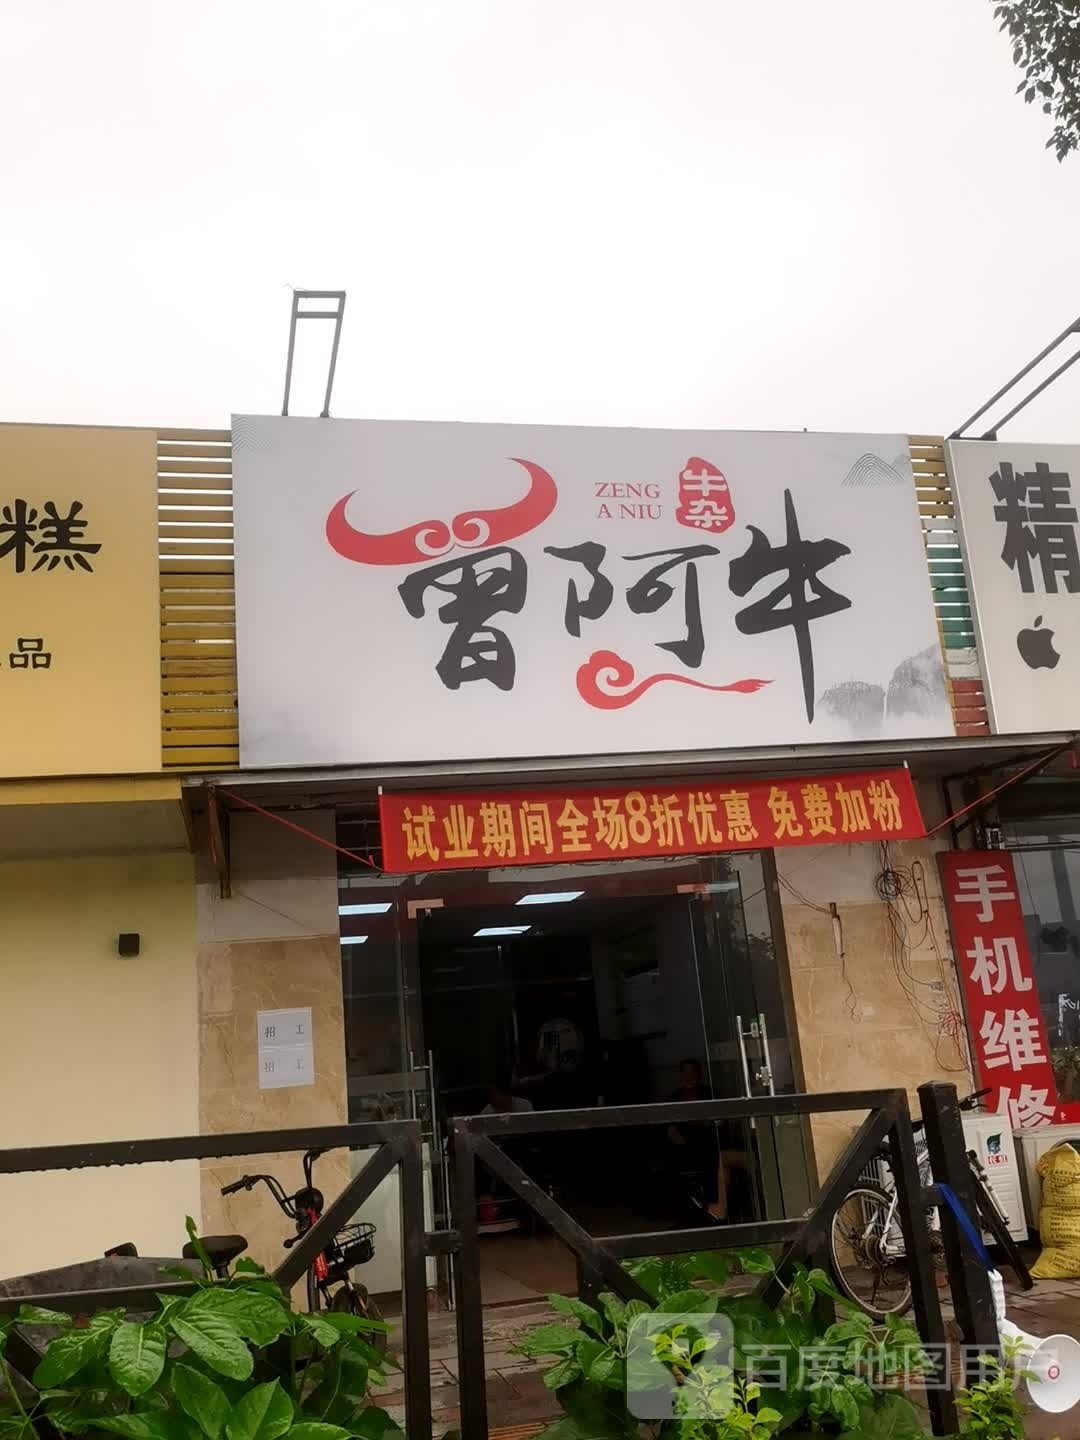 糕
品
ZENG
A NIU
牛杂
曾阿牛
精
试业期间全场8折优惠 免费加粉
手机维修
招 工
招 工
百度地图用户